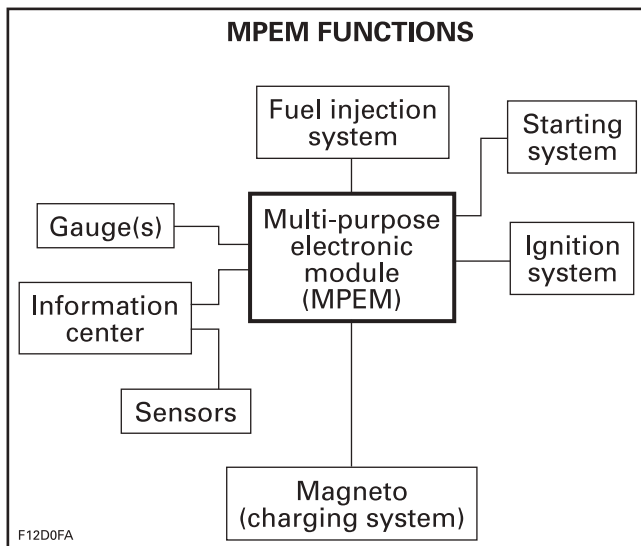 MPEM FUNCTIONS
Fuel injection
system
Starting
system
Gauge(s)
Multi-purpose
electronic
module
(MPEM)
Ignition
system
Information
center
Sensors
Magneto
(charging system)
F12D0FA